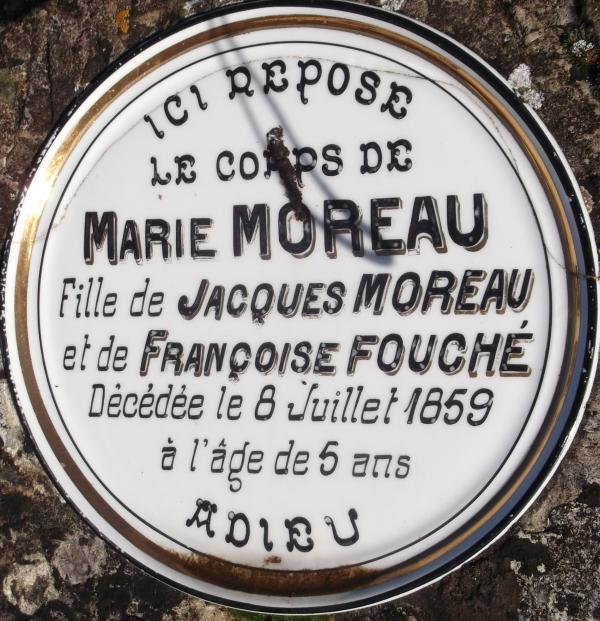 ICI REPOSE
LE CORPS DE
MARIE MOREAU
Fille de JACQUES MOREAU
et de FRANÇOISE FOUCHÉ
Décédée le 8 Juillet 1859
à l'âge de 5 ans
ADIEU